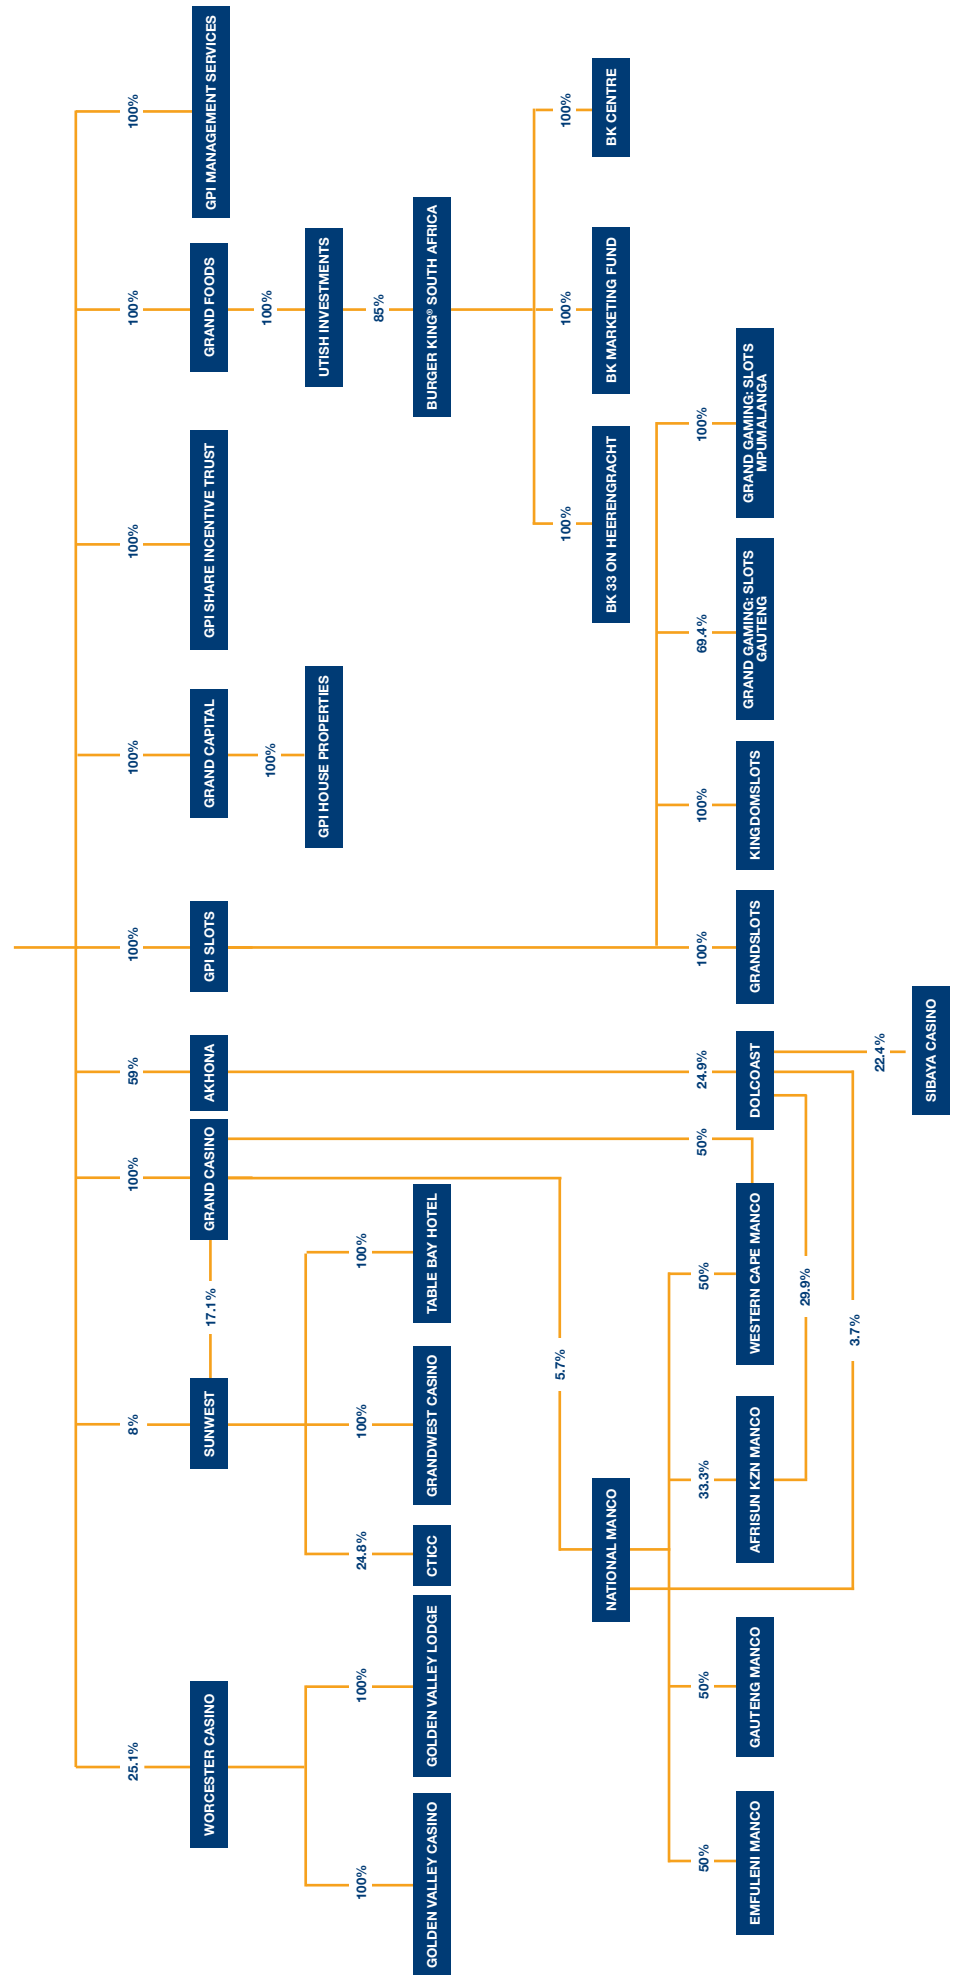 25.1%
8%
100%
59%
100%
100%
100%
100%
100%
WORCESTER CASINO
SUNWEST
17.1%
GRAND CASINO
AKHONA
GPI SLOTS
GRAND CAPITAL
GPI SHARE INCENTIVE TRUST
GRAND FOODS
GPI MANAGEMENT SERVICES
100%
100%
GPI HOUSE PROPERTIES
UTISH INVESTMENTS
100%
100%
24.8%
100%
100%
85%
GOLDEN VALLEY CASINO
GOLDEN VALLEY LODGE
CTICC
GRANDWEST CASINO
TABLE BAY HOTEL
BURGER KING® SOUTH AFRICA
5.7%
100%
100%
100%
NATIONAL MANCO
BK 33 ON HEERENGRACHT
BK MARKETING FUND
BK CENTRE
50%
50%
33.3%
50%
50%
24.9%
100%
100%
69.4%
100%
EMFULENI MANCO
GAUTENG MANCO
AFRISUN KZN MANCO
WESTERN CAPE MANCO
DOLCOAST
GRANDSLOTS
KINGDOMSLOTS
GRAND GAMING: SLOTS
GAUTENG
GRAND GAMING: SLOTS
MPUMALANGA
29.9%
3.7%
22.4%
SIBAYA CASINO